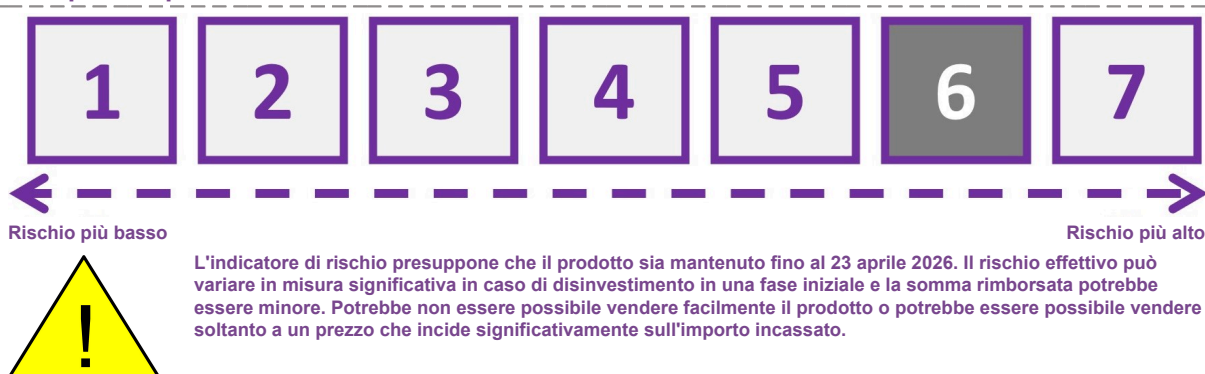 1 2 3 4 5 6 7
Rischio più basso
Rischio più alto
L'indicatore di rischio presuppone che il prodotto sia mantenuto fino al 23 aprile 2026. Il rischio effettivo può
variare in misura significativa in caso di disinvestimento in una fase iniziale e la somma rimborsata potrebbe
essere minore. Potrebbe non essere possibile vendere facilmente il prodotto o potrebbe essere possibile vendere
soltanto a un prezzo che incide significativamente sull'importo incassato.
!